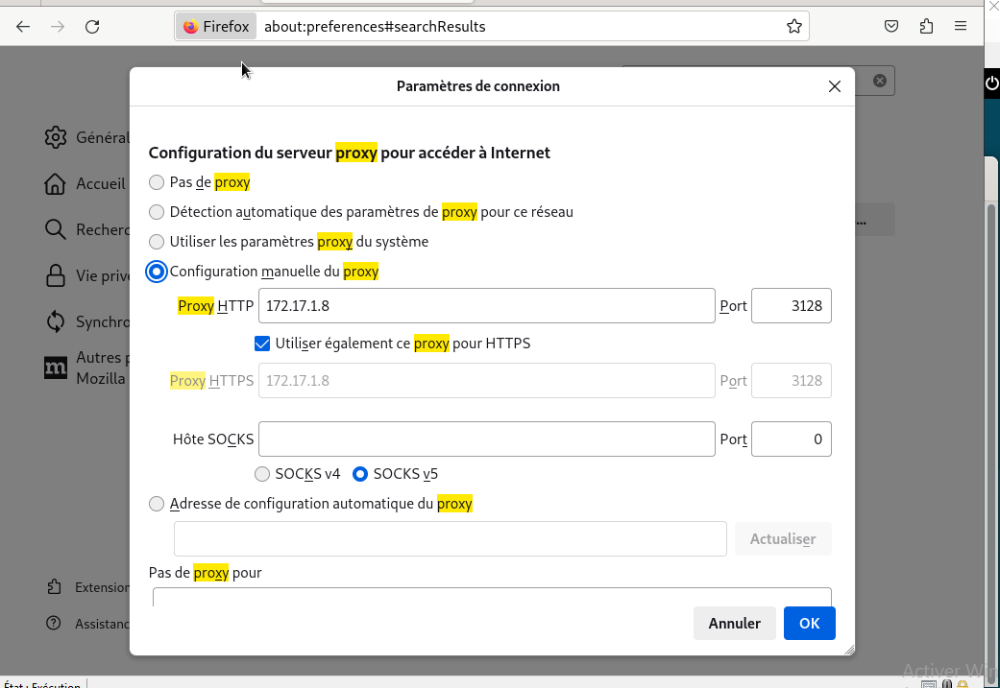 Firefox about:preferences#searchResults
Paramètres de connexion
Général
Accueil
Recherc
Vie privé
Synchro
Autres p
Mozilla
Configuration du serveur proxy pour accéder à Internet
Pas de proxy
Détection automatique des paramètres de proxy pour ce réseau
...
Utiliser les paramètres proxy du système
Configuration manuelle du proxy
Proxy HTTP 172.17.1.8 Port 3128
Utiliser également ce proxy pour HTTPS
Proxy HTTPS 172.17.1.8 Port 3128
Hôte SOCKS Port 0
SOCKS v4 SOCKS v5
Adresse de configuration automatique du proxy
Actualiser
Pas de proxy pour
Extension
Assistanc
Annuler OK
Activer Win
État : Exécution